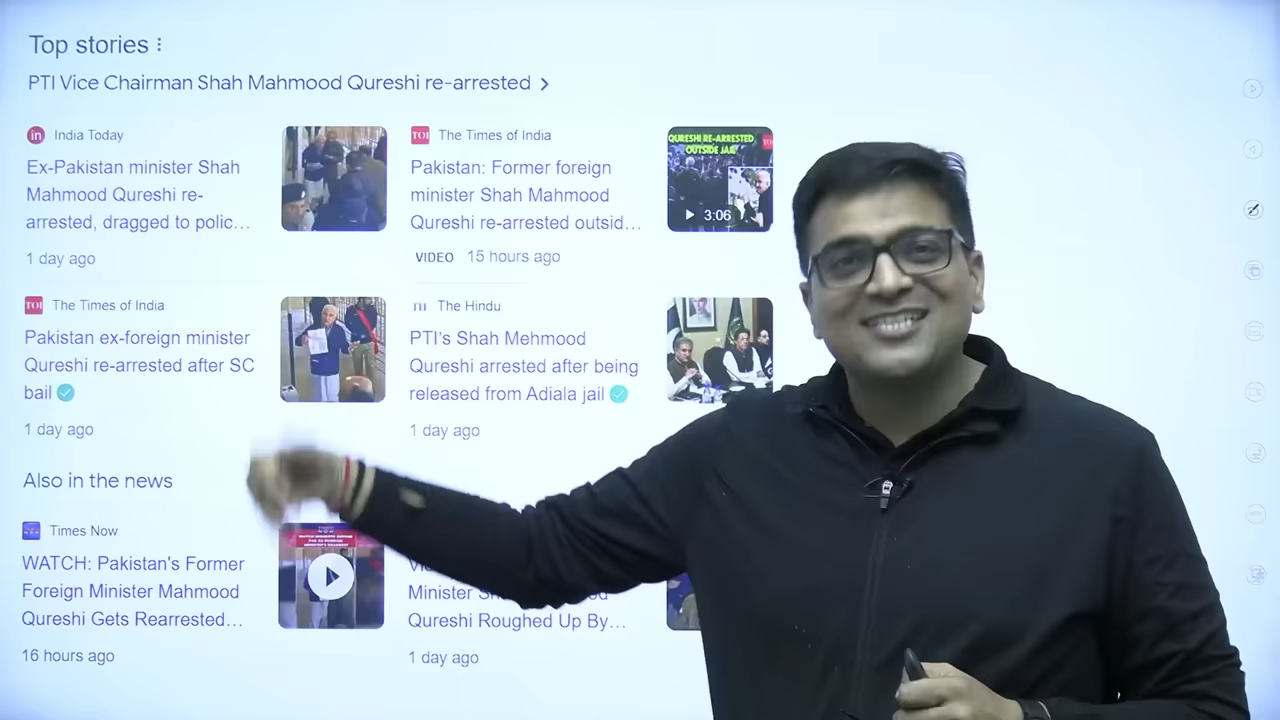 Top stories
PTI Vice Chairman Shah Mahmood Qureshi re-arrested
India Today
Ex-Pakistan minister Shah
Mahmood Qureshi re-
arrested, dragged to polic...
1 day ago
TOI The Times of India
Pakistan: Former foreign
minister Shah Mahmood
Qureshi re-arrested outsid...
VIDEO 15 hours ago
QURESHI RE-ARRESTED
OUTSIDE JAIL
3:06
TOI The Times of India
Pakistan ex-foreign minister
Qureshi re-arrested after SC
bail
1 day ago
TH The Hindu
PTI's Shah Mehmood
Qureshi arrested after being
released from Adiala jail
1 day ago
Also in the news
Times Now
WATCH: Pakistan's Former
Foreign Minister Mahmood
Qureshi Gets Rearrested...
16 hours ago
Minister
Qureshi Roughed Up By...
1 day ago